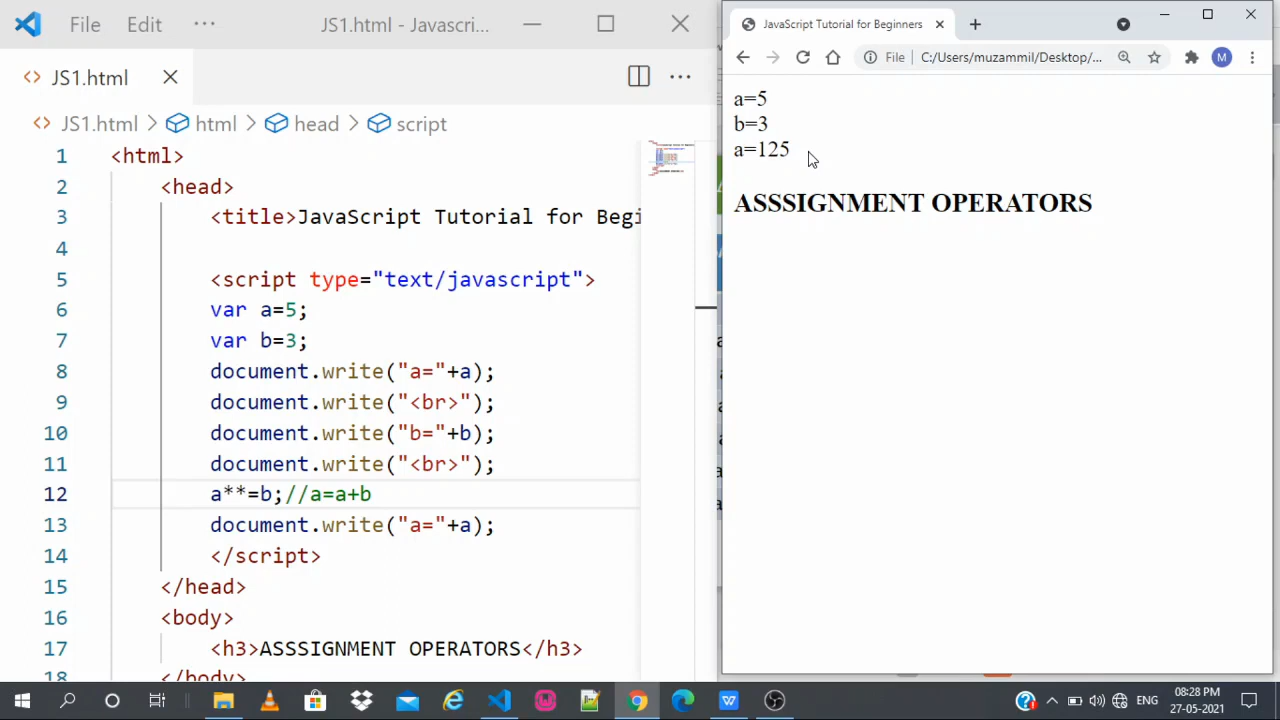 File Edit ··· JS1.html - Javascri...
JS1.html
JS1.html > html > head > script
1 <html>
2 <head>
3 <title>JavaScript Tutorial for Begi
4
5 <script type="text/javascript">
6 var a=5;
7 var b=3;
8 document.write("a="+a);
9 document.write("<br>");
10 document.write("b="+b);
11 document.write("<br>");
12 a**=b;//a=a+b
13 document.write("a="+a);
14 </script>
15 </head>
16 <body>
17 <h3>ASSSIGNMENT OPERATORS</h3>
18 </body>
JavaScript Tutorial for Beginners
File | C:/Users/muzammil/Desktop/...
M
a=5
b=3
a=125
ASSSIGNMENT OPERATORS
ENG
08:28 PM
27-05-2021